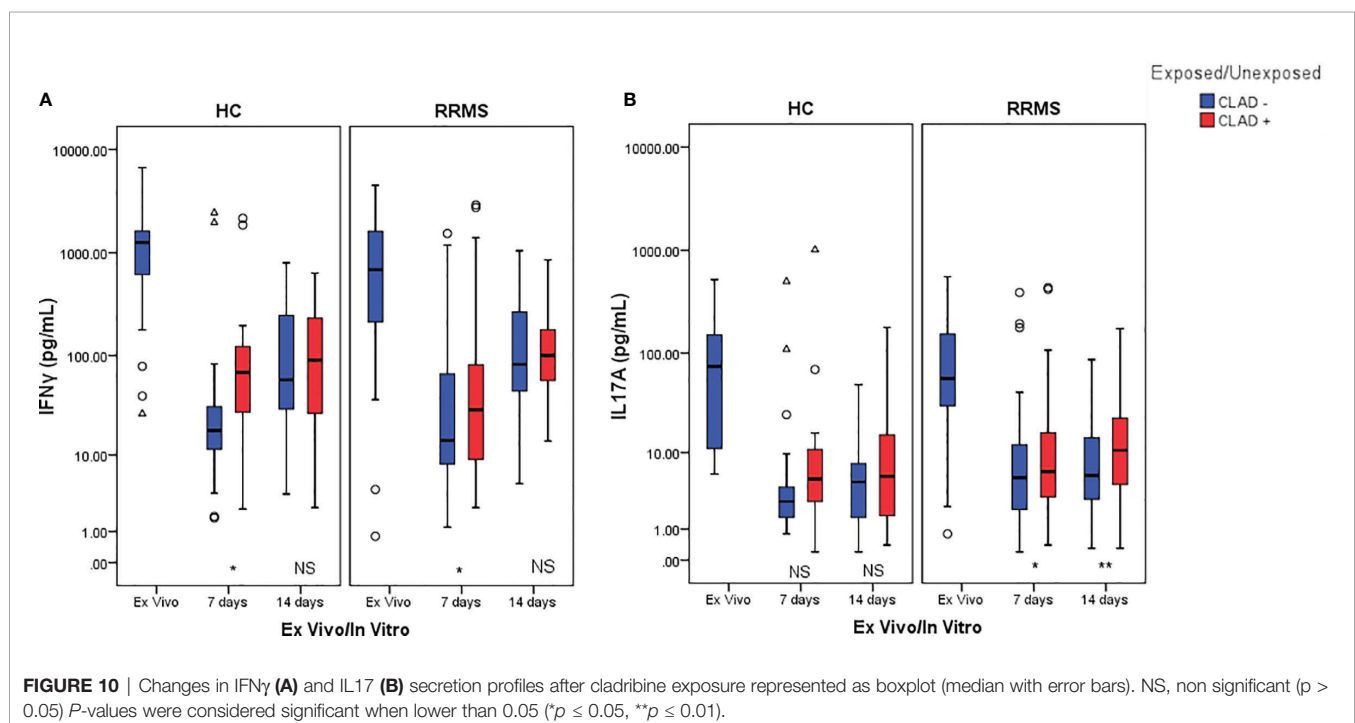 Exposed/Unexposed
CLAD -
CLAD +
A
HC
RRMS
IFNγ (pg/mL)
10000.00
1000.00
100.00
10.00
1.00
.00
*
NS
*
NS
Ex Vivo
7 days
14 days
Ex Vivo
7 days
14 days
Ex Vivo/In Vitro
B
HC
RRMS
IL17A (pg/mL)
10000.00
1000.00
100.00
10.00
1.00
.00
NS
NS
*
**
Ex Vivo
7 days
14 days
Ex Vivo
7 days
14 days
Ex Vivo/In Vitro
FIGURE 10 | Changes in IFNγ (A) and IL17 (B) secretion profiles after cladribine exposure represented as boxplot (median with error bars). NS, non significant (p >
0.05) P-values were considered significant when lower than 0.05 (*p ≤ 0.05, **p ≤ 0.01).